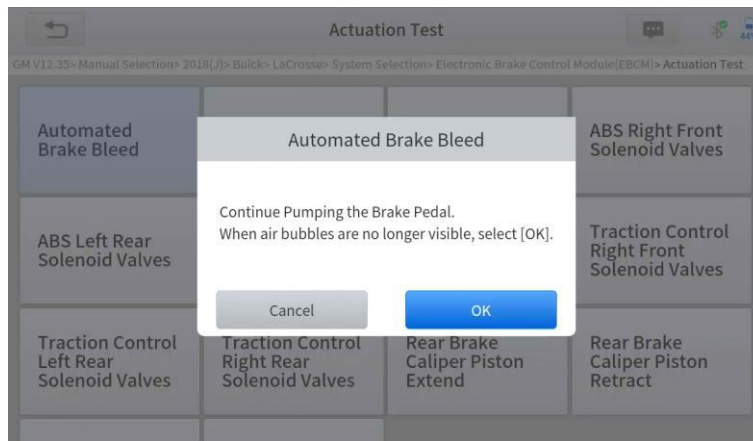 Actuation Test
GM V12.35> Manual Selection> 2018(J)> Buick> LaCrosse> System Selection> Electronic Brake Control Module(EBCM)> Actuation Test
Automated
Brake Bleed
ABS Right Front
Solenoid Valves
Automated Brake Bleed
Continue Pumping the Brake Pedal.
When air bubbles are no longer visible, select [OK].
Cancel
OK
ABS Left Rear
Solenoid Valves
Traction Control
Right Front
Solenoid Valves
Traction Control
Left Rear
Solenoid Valves
Traction Control
Right Rear
Solenoid Valves
Rear Brake
Caliper Piston
Extend
Rear Brake
Caliper Piston
Retract